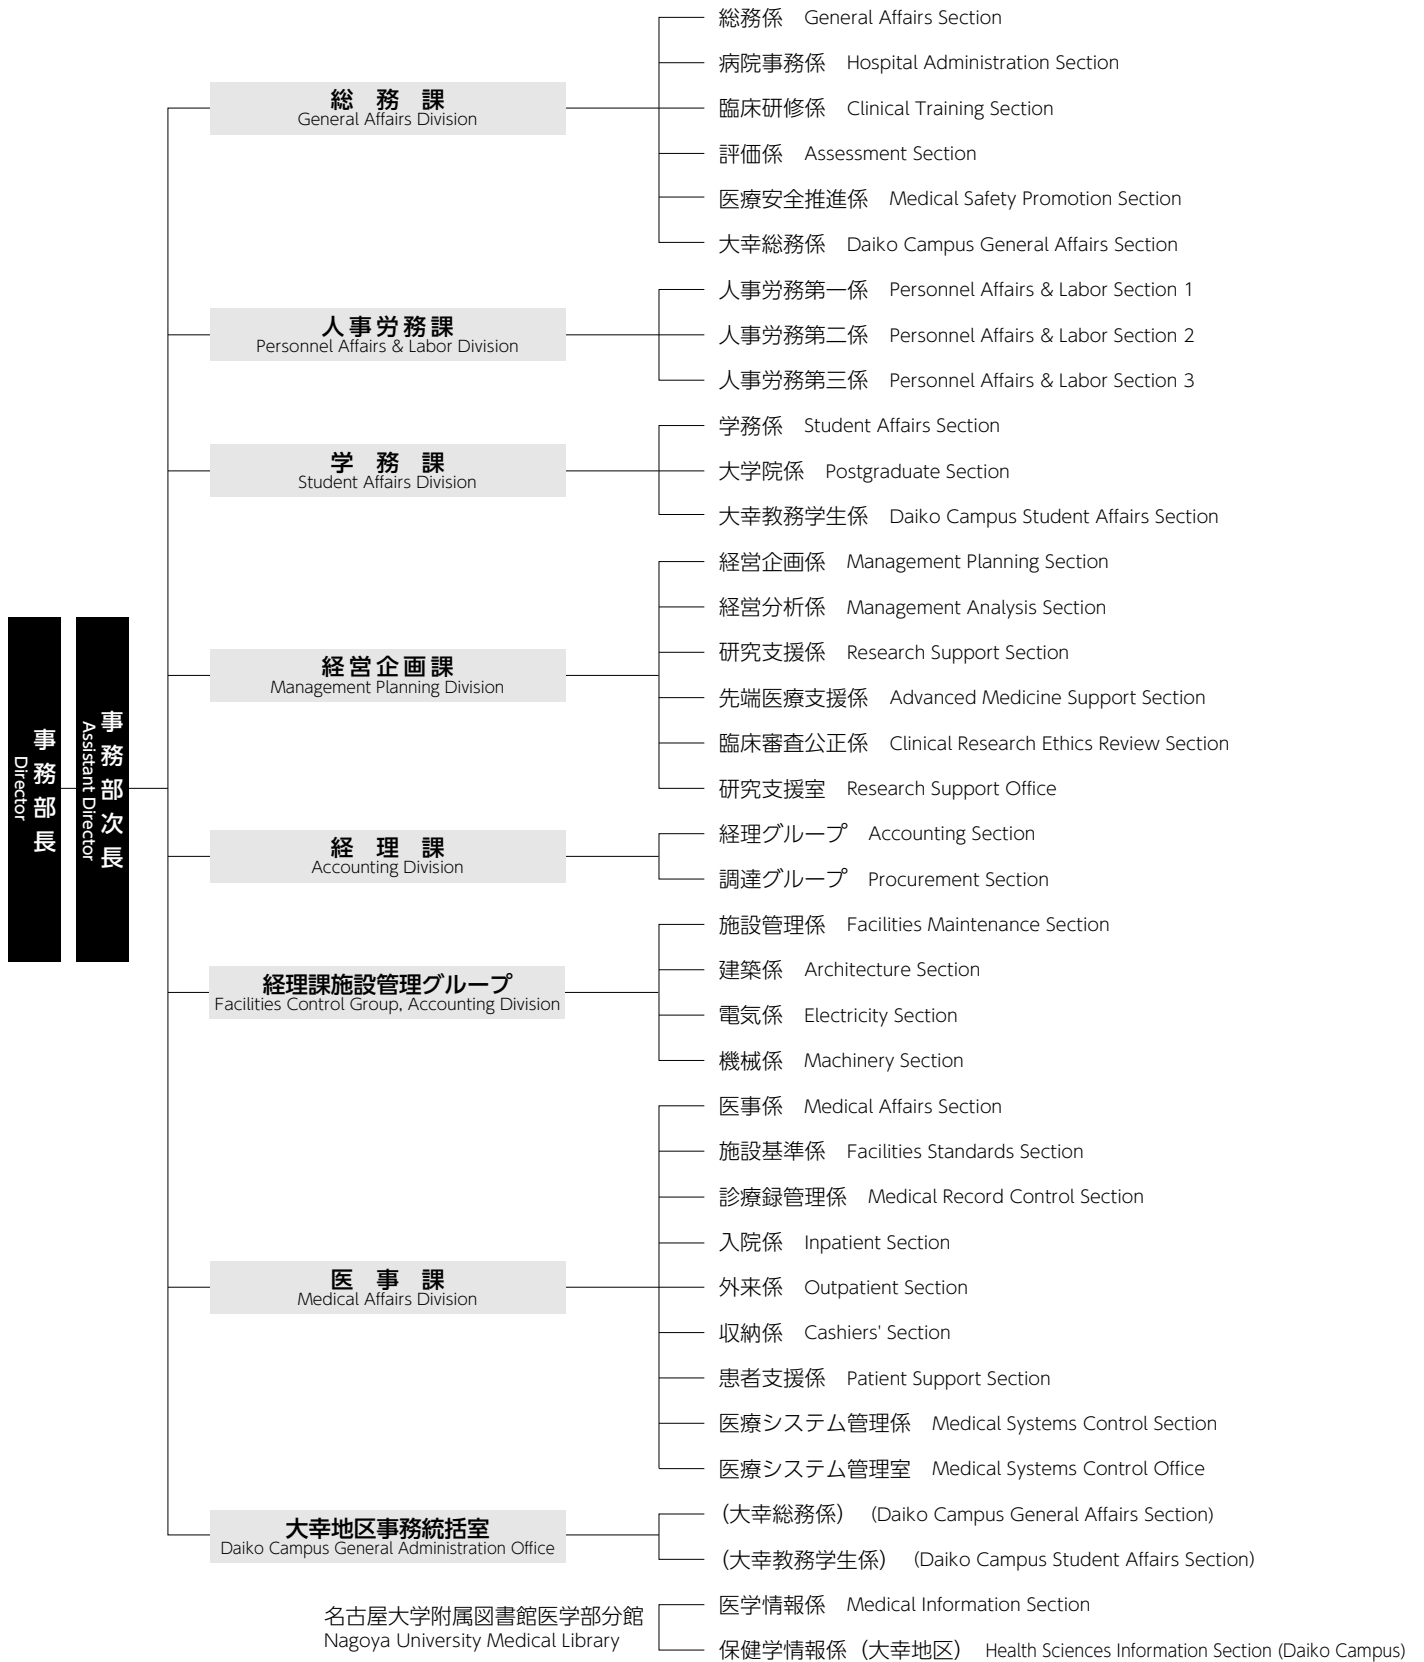 事務部長
Director
事務部次長
Assistant Director
総務課
General Affairs Division
総務係 General Affairs Section
病院事務係 Hospital Administration Section
臨床研修係 Clinical Training Section
評価係 Assessment Section
医療安全推進係 Medical Safety Promotion Section
大幸総務係 Daiko Campus General Affairs Section
人事労務課
Personnel Affairs & Labor Division
人事労務第一係 Personnel Affairs & Labor Section 1
人事労務第二係 Personnel Affairs & Labor Section 2
人事労務第三係 Personnel Affairs & Labor Section 3
学務課
Student Affairs Division
学務係 Student Affairs Section
大学院係 Postgraduate Section
大幸教務学生係 Daiko Campus Student Affairs Section
経営企画課
Management Planning Division
経営企画係 Management Planning Section
経営分析係 Management Analysis Section
研究支援係 Research Support Section
先端医療支援係 Advanced Medicine Support Section
臨床審査公正係 Clinical Research Ethics Review Section
研究支援室 Research Support Office
経理課
Accounting Division
経理グループ Accounting Section
調達グループ Procurement Section
経理課施設管理グループ
Facilities Control Group, Accounting Division
施設管理係 Facilities Maintenance Section
建築係 Architecture Section
電気係 Electricity Section
機械係 Machinery Section
医事課
Medical Affairs Division
医事係 Medical Affairs Section
施設基準係 Facilities Standards Section
診療録管理係 Medical Record Control Section
入院係 Inpatient Section
外来係 Outpatient Section
収納係 Cashiers' Section
患者支援係 Patient Support Section
医療システム管理係 Medical Systems Control Section
医療システム管理室 Medical Systems Control Office
大幸地区事務統括室
Daiko Campus General Administration Office
（大幸総務係） (Daiko Campus General Affairs Section)
（大幸教務学生係） (Daiko Campus Student Affairs Section)
名古屋大学附属図書館医学部分館
Nagoya University Medical Library
医学情報係 Medical Information Section
保健学情報係（大幸地区） Health Sciences Information Section (Daiko Campus)